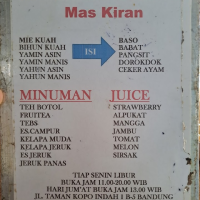 Mas Kiran
MIE KUAH
BIHUN KUAH
YAMIN ASIN
YAMIN MANIS
YAHUN ASIN
YAHUN MANIS
ISI
BASO
BABAT
PANGSIT
DOROKDOK
CEKER AYAM
MINUMAN
TEH BOTOL
FRUITEA
TEBS
ES.CAMPUR
KELAPA MUDA
KELAPA JERUK
ES JERUK
JERUK PANAS
JUICE
STRAWBERRY
ALPUKAT
MANGGA
JAMBU
TOMAT
MELON
SIRSAK
TIAP SENIN LIBUR
BUKA JAM 11.00-20.00 WIB
HARI JUM'AT BUKA JAM 13.00 WIB
JL. TAMAN KOPO INDAH 1 B-5 BANDUNG